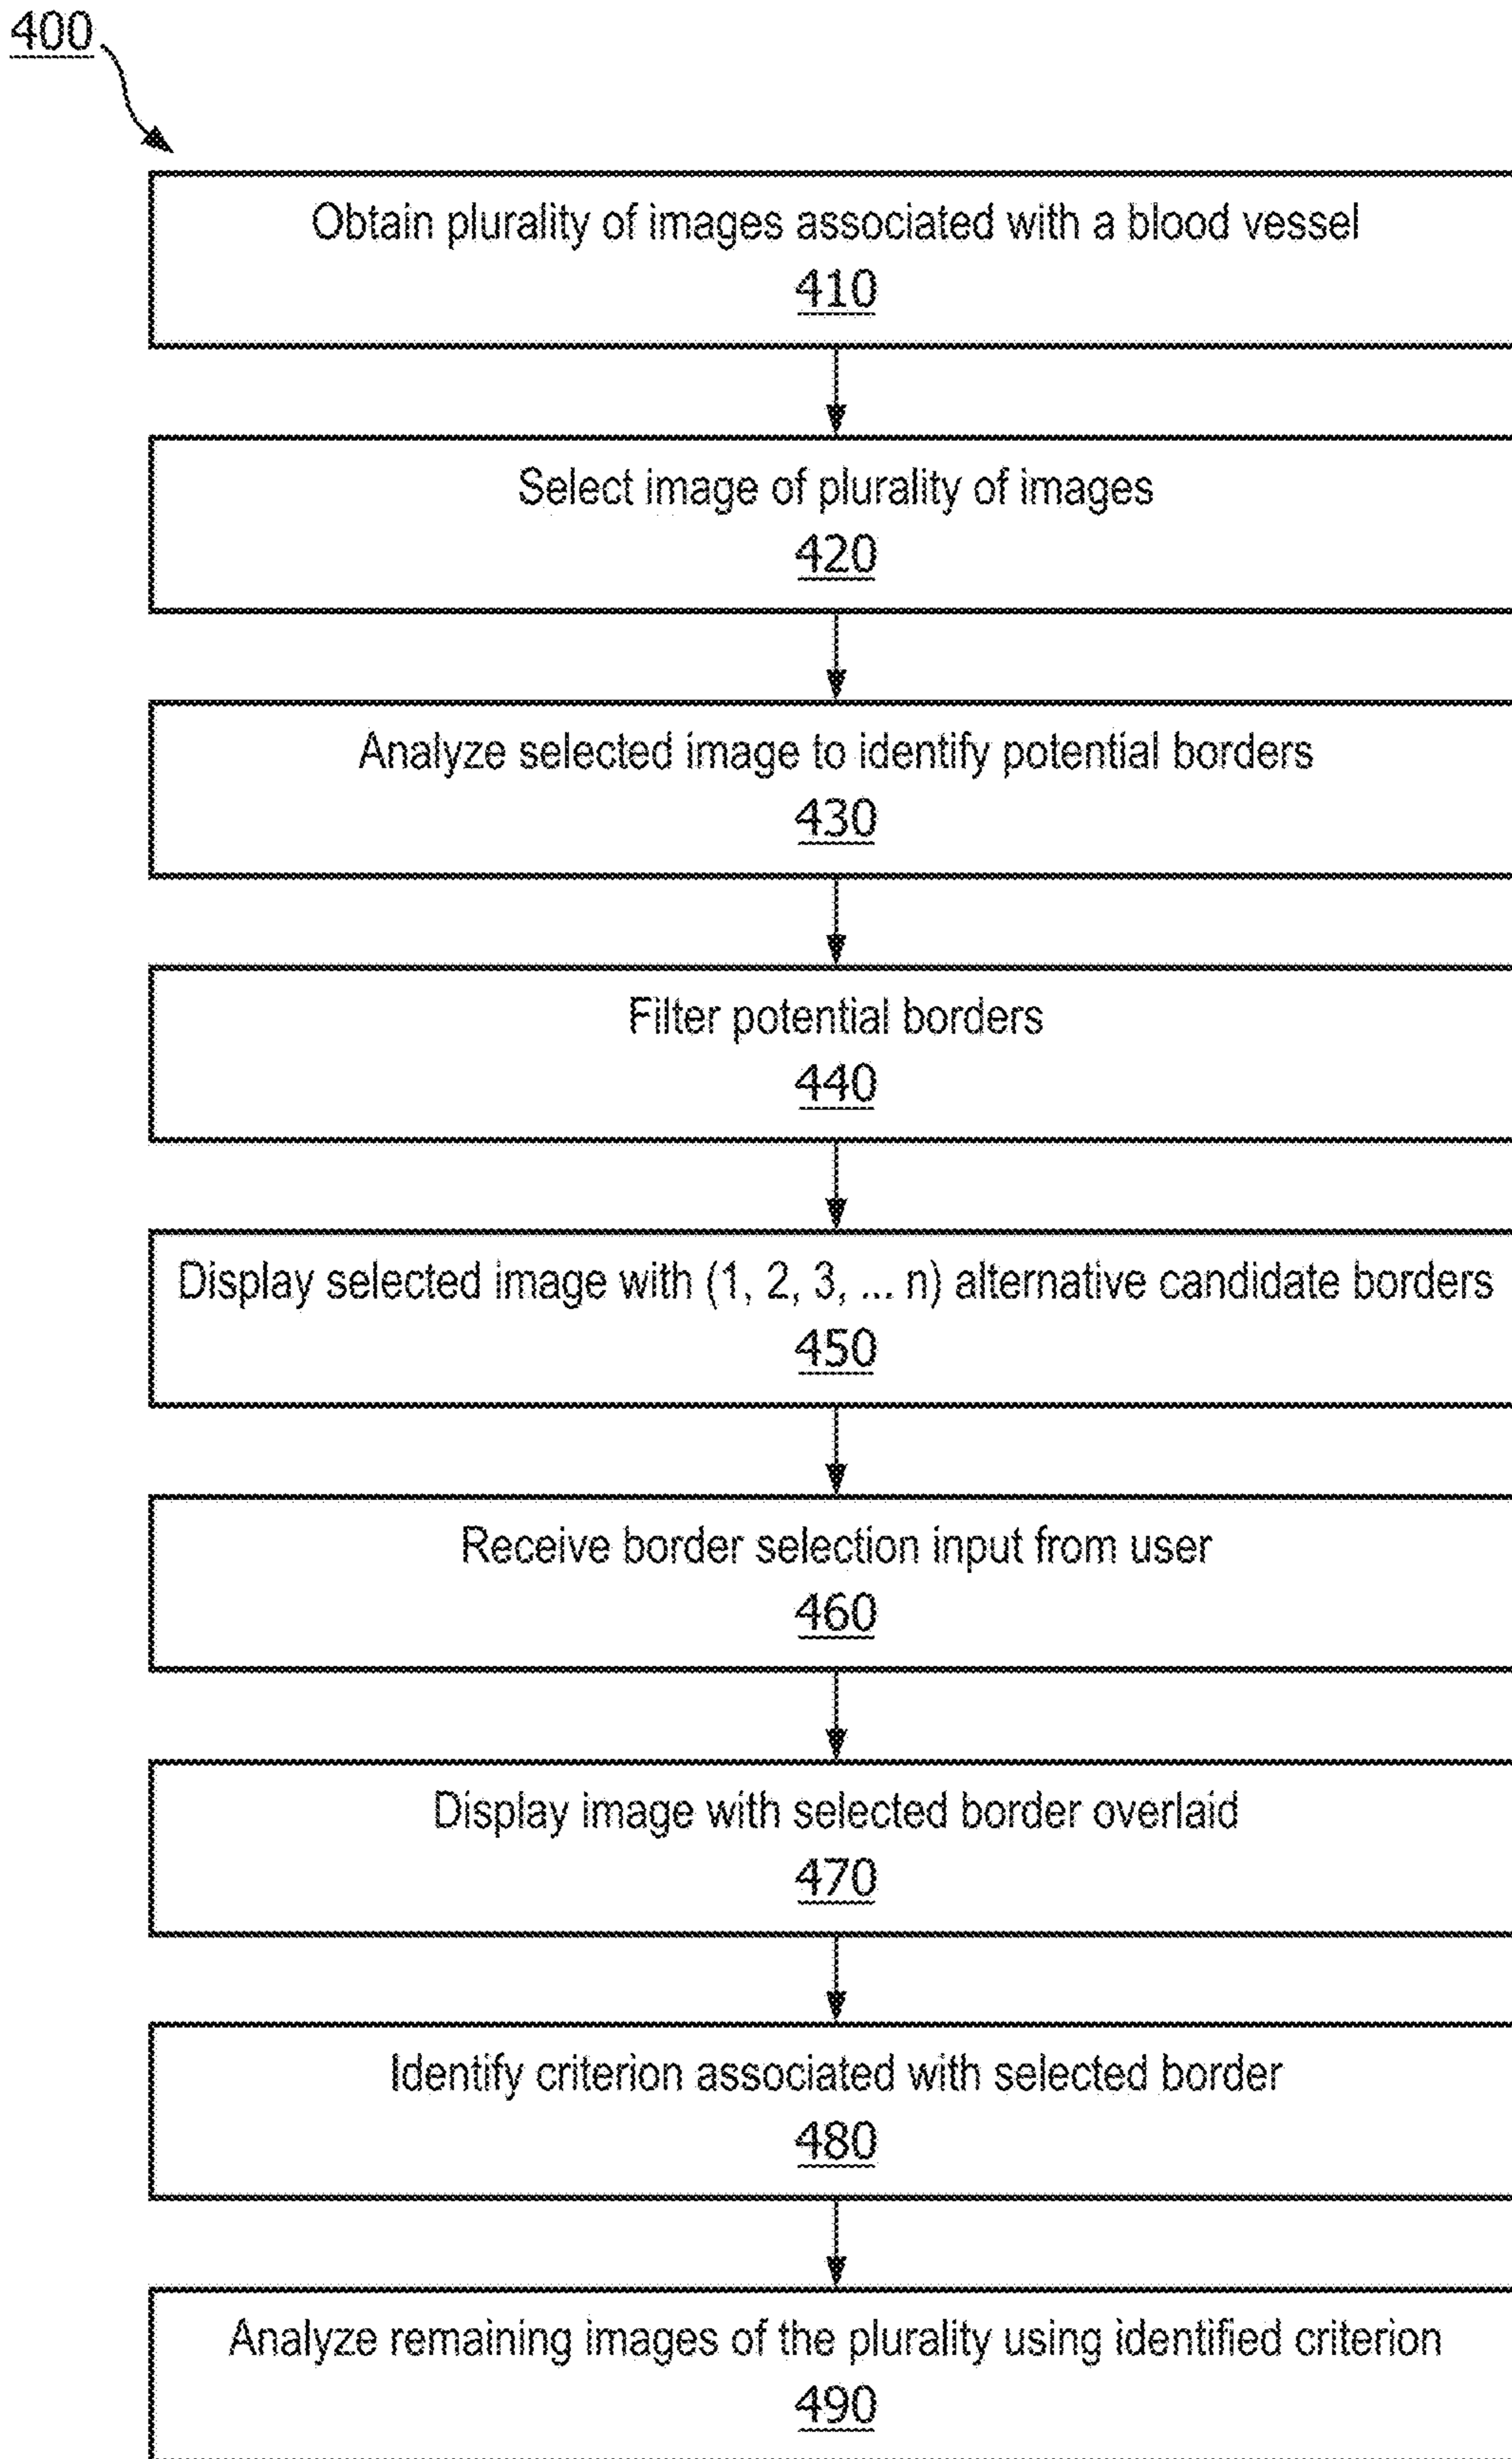 400
Obtain plurality of images associated with a blood vessel
410
Select image of plurality of images
420
Analyze selected image to identify potential borders
430
Filter potential borders
440
Display selected image with (1, 2, 3, ... n) alternative candidate borders
450
Receive border selection input from user
460
Display image with selected border overlaid
470
Identify criterion associated with selected border
480
Analyze remaining images of the plurality using identified criterion
490